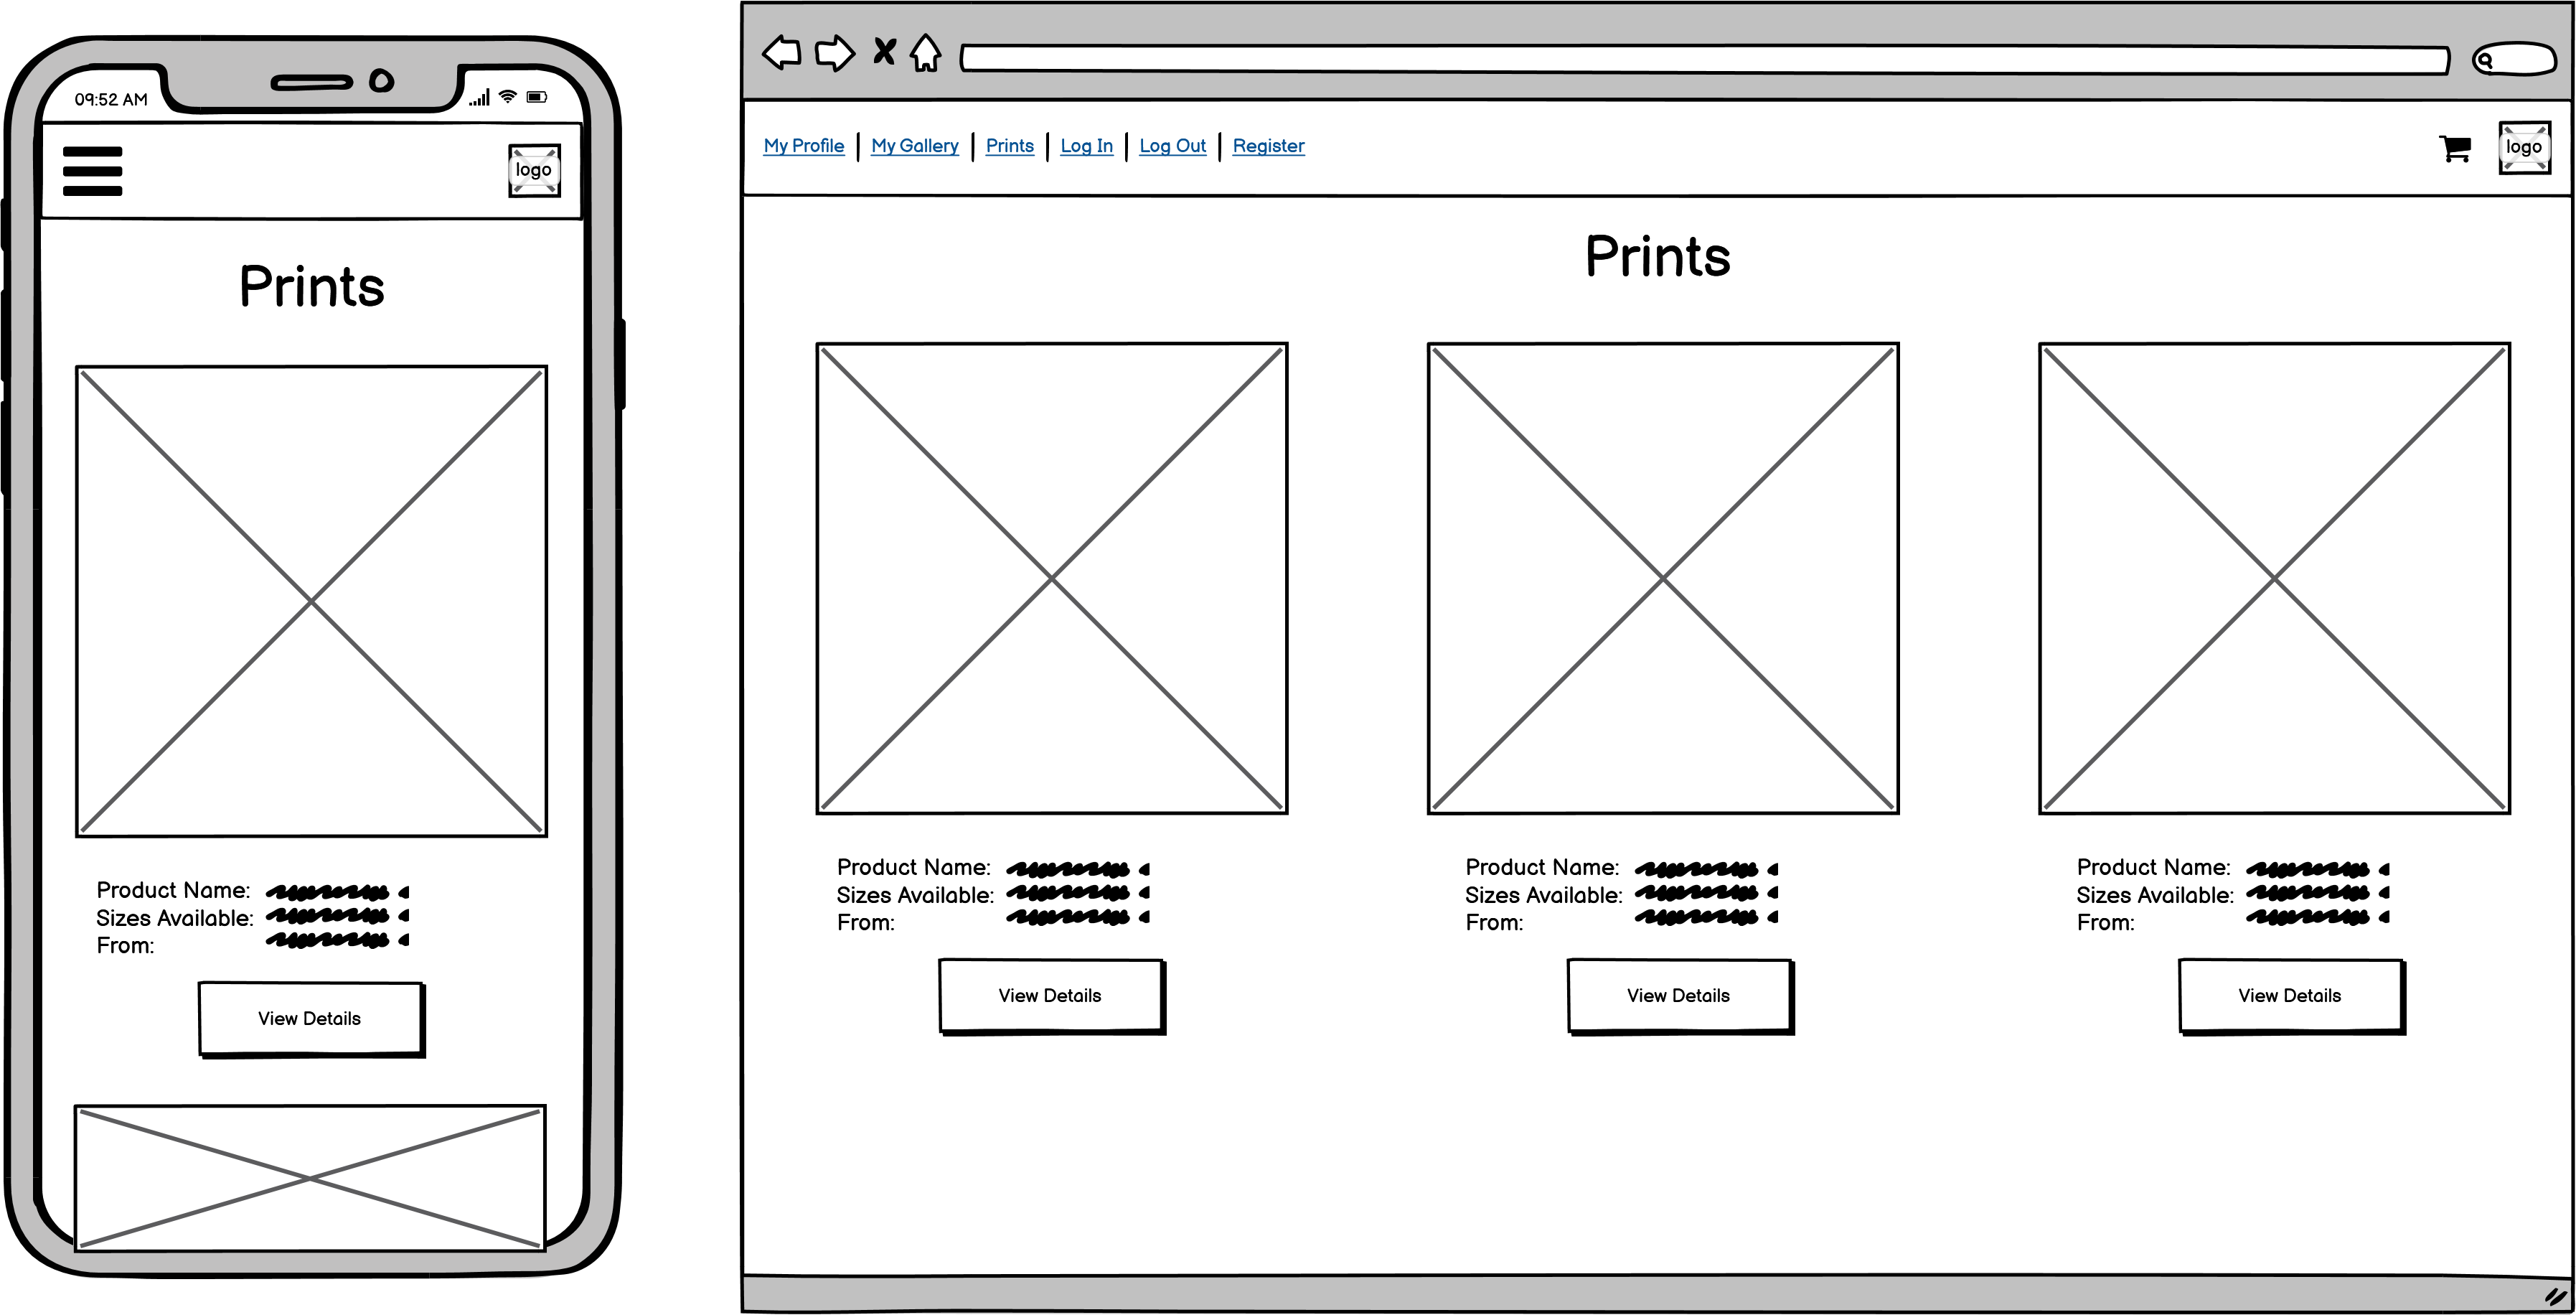 09:52 AM
logo
Prints
Product Name:
Sizes Available:
From:
View Details
My Profile
My Gallery
Prints
Log In
Log Out
Register
logo
Prints
Product Name:
Sizes Available:
From:
View Details
Product Name:
Sizes Available:
From:
View Details
Product Name:
Sizes Available:
From:
View Details